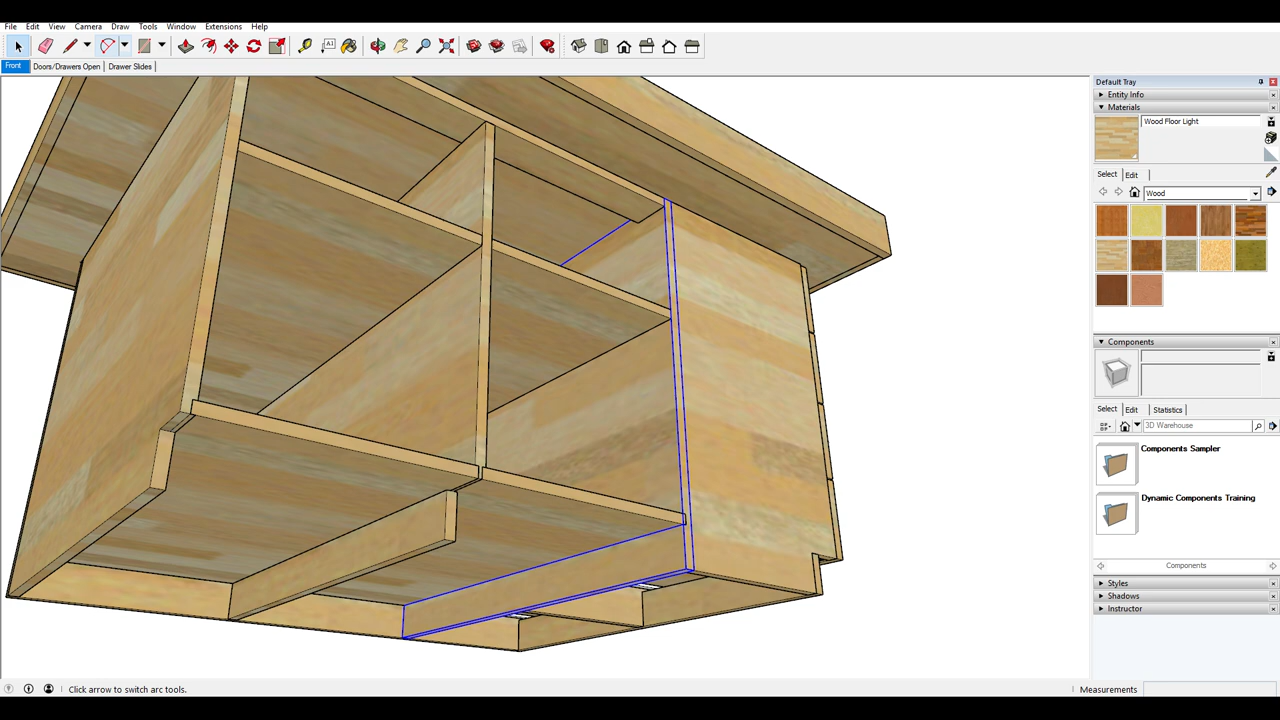 File Edit View Camera Draw Tools Window Extensions Help
A1
Front Doors/Drawers Open Drawer Slides
Default Tray
Entity Info
Materials
Wood Floor Light
Select Edit
Wood
Components
Select Edit Statistics
3D Warehouse
Components Sampler
Dynamic Components Training
Components
Styles
Shadows
Instructor
Click arrow to switch arc tools.
Measurements